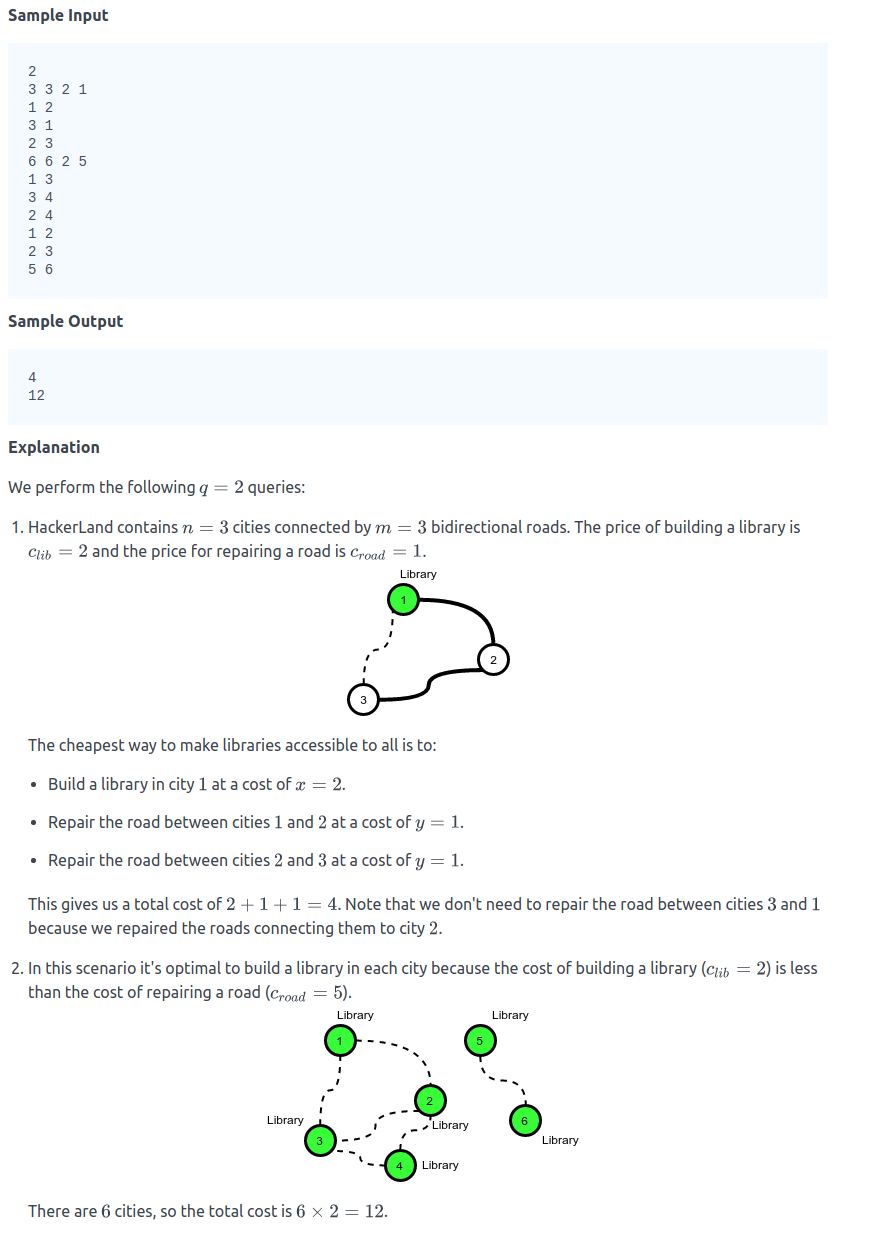 Sample Input
2
3 3 2 1
1 2
3 1
2 3
6 6 2 5
1 3
3 4
2 4
1 2
2 3
5 6
Sample Output
4
12
Explanation
We perform the following q = 2 queries:
1. HackerLand contains n = 3 cities connected by m = 3 bidirectional roads. The price of building a library is
c_lib = 2 and the price for repairing a road is c_road = 1.
Library
1
2
3
The cheapest way to make libraries accessible to all is to:
• Build a library in city 1 at a cost of x = 2.
• Repair the road between cities 1 and 2 at a cost of y = 1.
• Repair the road between cities 2 and 3 at a cost of y = 1.
This gives us a total cost of 2 + 1 + 1 = 4. Note that we don't need to repair the road between cities 3 and 1
because we repaired the roads connecting them to city 2.
2. In this scenario it's optimal to build a library in each city because the cost of building a library (c_lib = 2) is less
than the cost of repairing a road (c_road = 5).
Library
Library
1
5
2
Library
Library
6
3
Library
4
Library
There are 6 cities, so the total cost is 6 × 2 = 12.